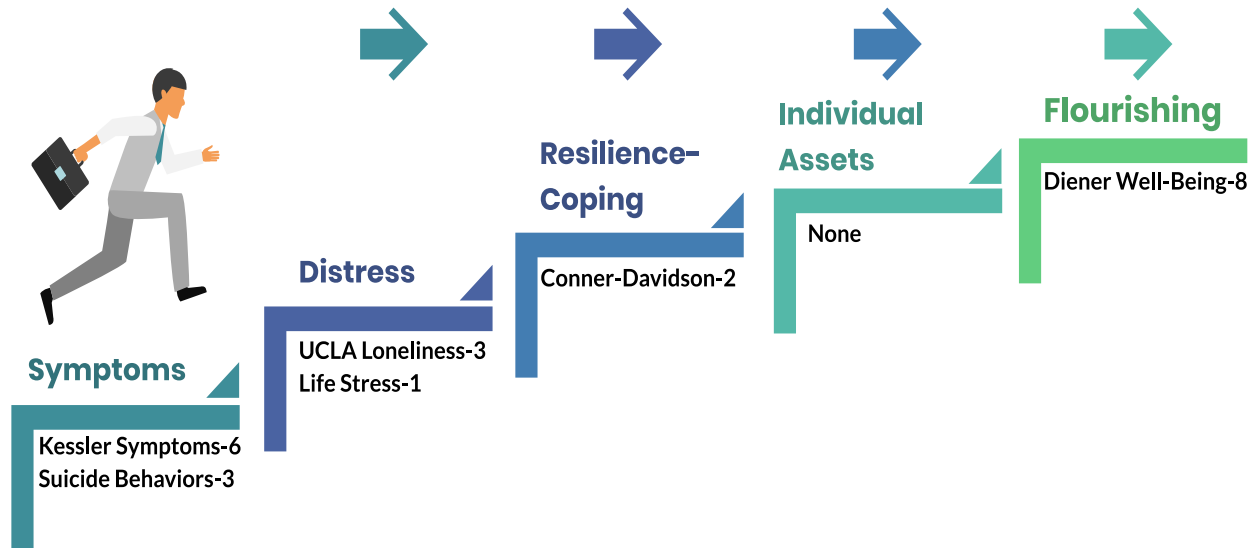 Symptoms
Kessler Symptoms-6
Suicide Behaviors-3
Distress
UCLA Loneliness-3
Life Stress-1
Resilience-
Coping
Conner-Davidson-2
Individual
Assets
None
Flourishing
Diener Well-Being-8